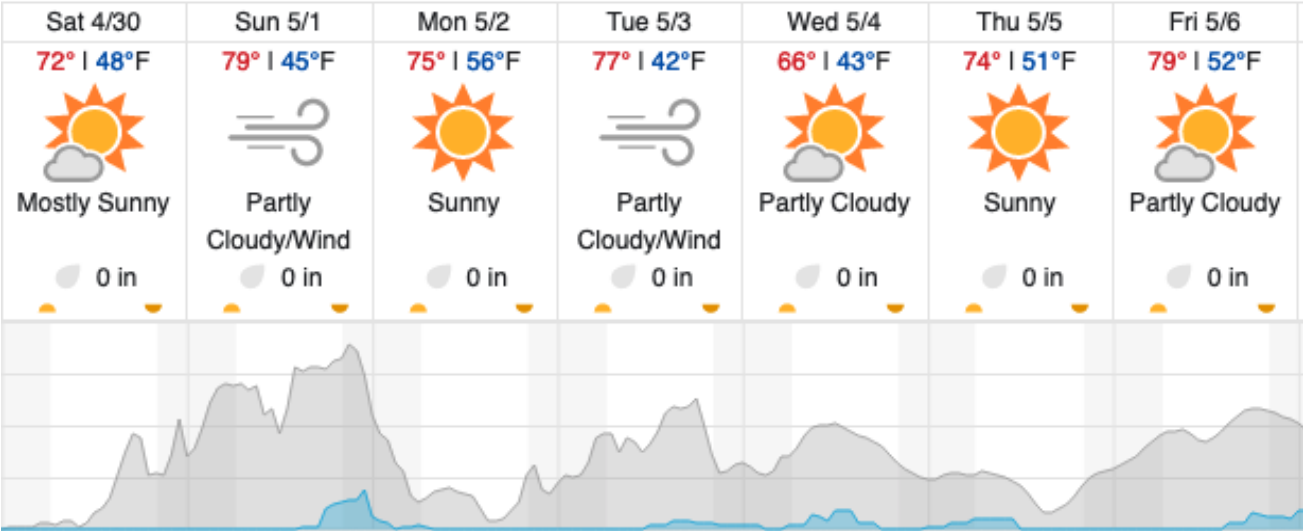 Sat 4/30 Sun 5/1 Mon 5/2 Tue 5/3 Wed 5/4 Thu 5/5 Fri 5/6
72° | 48°F 79° | 45°F 75° | 56°F 77° | 42°F 66° | 43°F 74° | 51°F 79° | 52°F
Mostly Sunny Partly Sunny Partly Partly Cloudy Sunny Partly Cloudy
Cloudy/Wind Cloudy/Wind
0 in 0 in 0 in 0 in 0 in 0 in 0 in